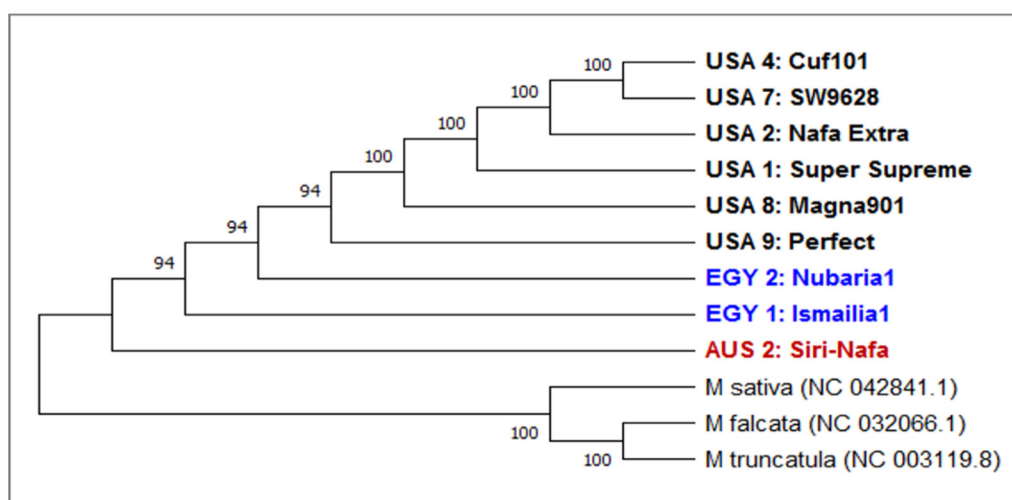 100
USA 4: Cuf101
100
USA 7: SW9628
100
USA 2: Nafa Extra
100
USA 1: Super Supreme
94
USA 8: Magna901
94
USA 9: Perfect
94
EGY 2: Nubaria1
EGY 1: Ismailia1
AUS 2: Siri-Nafa
M sativa (NC 042841.1)
100
M falcata (NC 032066.1)
100
M truncatula (NC 003119.8)